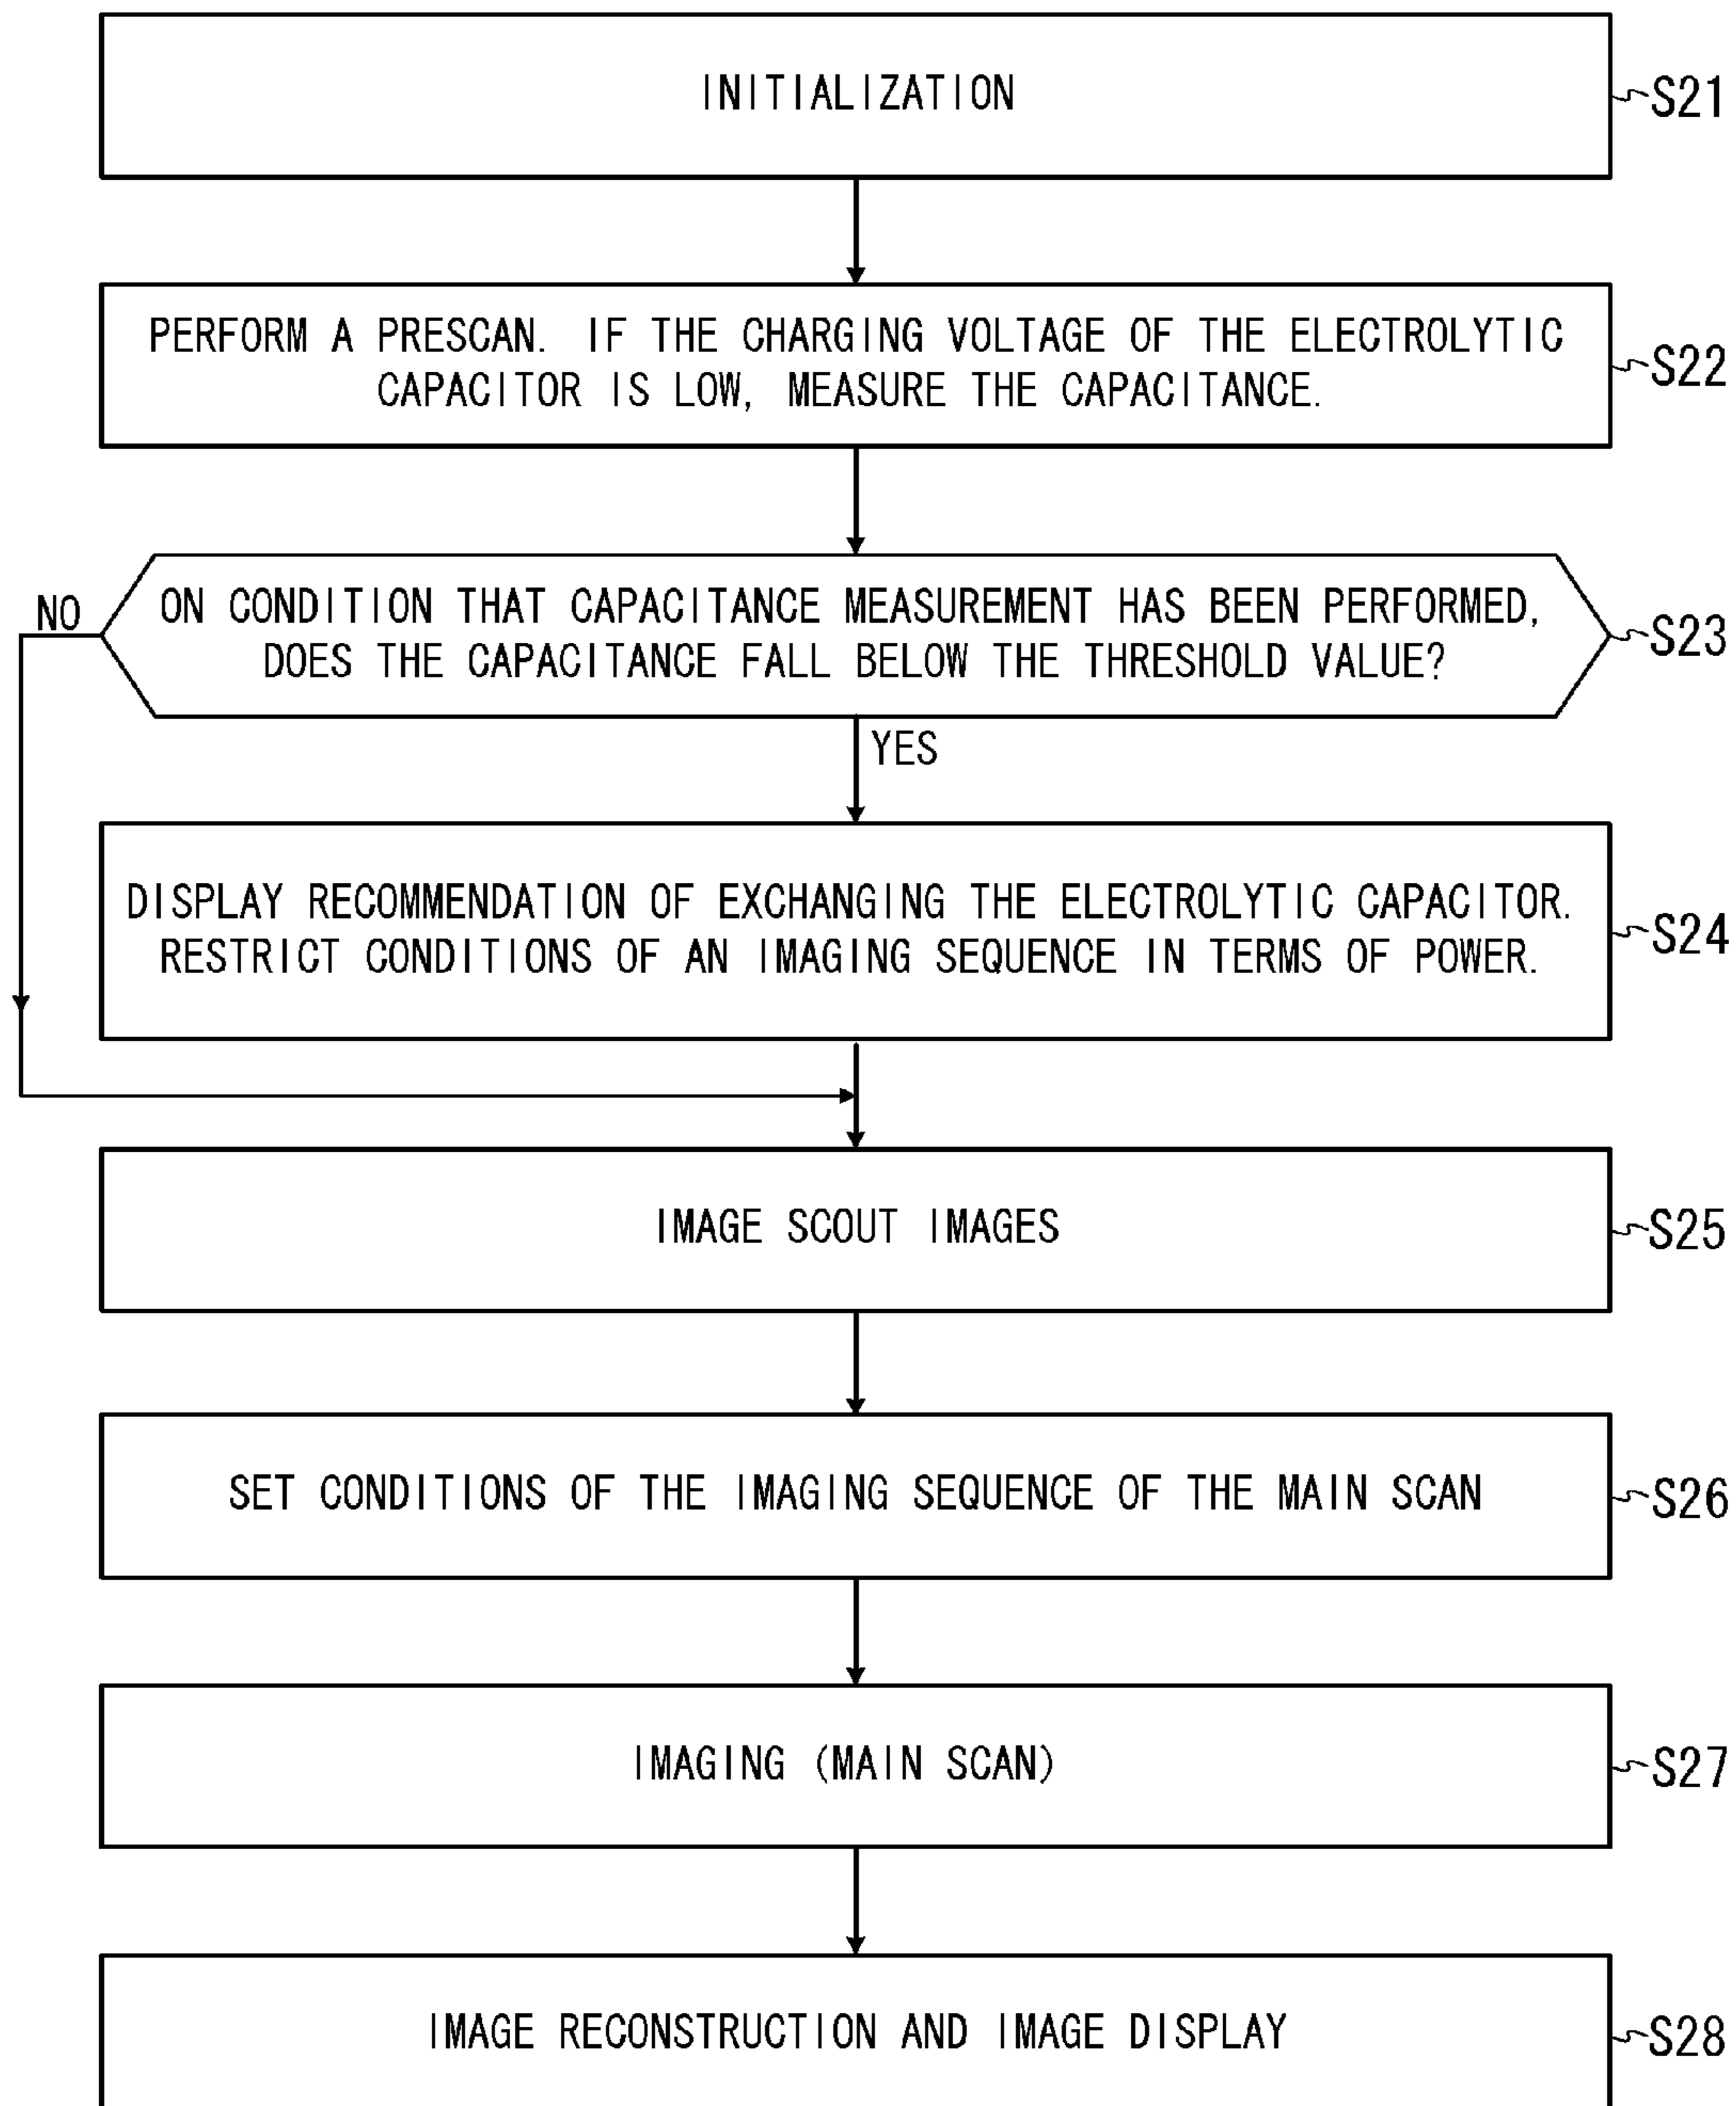 INITIALIZATION
S21
PERFORM A PRESCAN. IF THE CHARGING VOLTAGE OF THE ELECTROLYTIC
CAPACITOR IS LOW, MEASURE THE CAPACITANCE.
S22
NO
ON CONDITION THAT CAPACITANCE MEASUREMENT HAS BEEN PERFORMED,
DOES THE CAPACITANCE FALL BELOW THE THRESHOLD VALUE?
S23
YES
DISPLAY RECOMMENDATION OF EXCHANGING THE ELECTROLYTIC CAPACITOR.
RESTRICT CONDITIONS OF AN IMAGING SEQUENCE IN TERMS OF POWER.
S24
IMAGE SCOUT IMAGES
S25
SET CONDITIONS OF THE IMAGING SEQUENCE OF THE MAIN SCAN
S26
IMAGING (MAIN SCAN)
S27
IMAGE RECONSTRUCTION AND IMAGE DISPLAY
S28